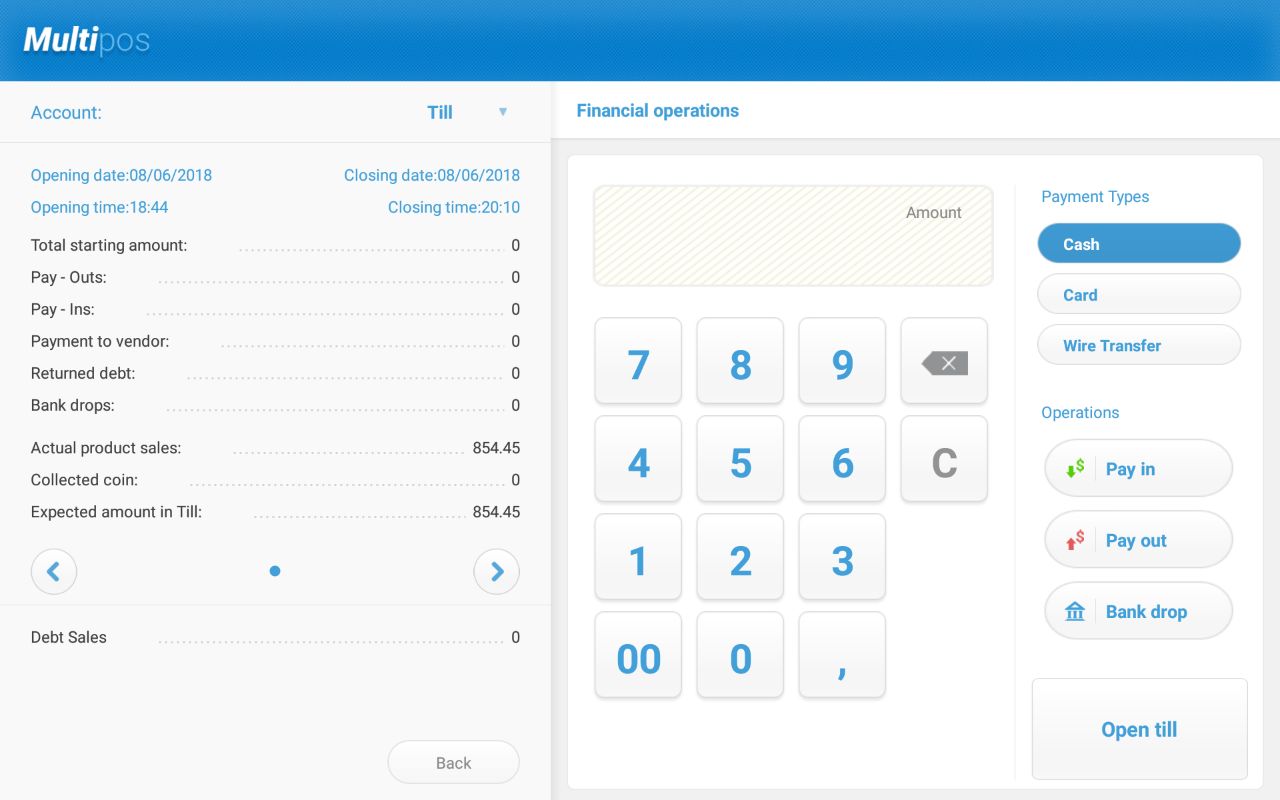 Multipos
Account: Till
Opening date:08/06/2018 Closing date:08/06/2018
Opening time:18:44 Closing time:20:10
Total starting amount: 0
Pay - Outs: 0
Pay - Ins: 0
Payment to vendor: 0
Returned debt: 0
Bank drops: 0
Actual product sales: 854.45
Collected coin: 0
Expected amount in Till: 854.45
Debt Sales 0
Back
Financial operations
Amount
7 8 9
4 5 6 C
1 2 3
00 0 ,
Payment Types
Cash
Card
Wire Transfer
Operations
$ Pay in
$ Pay out
Bank drop
Open till